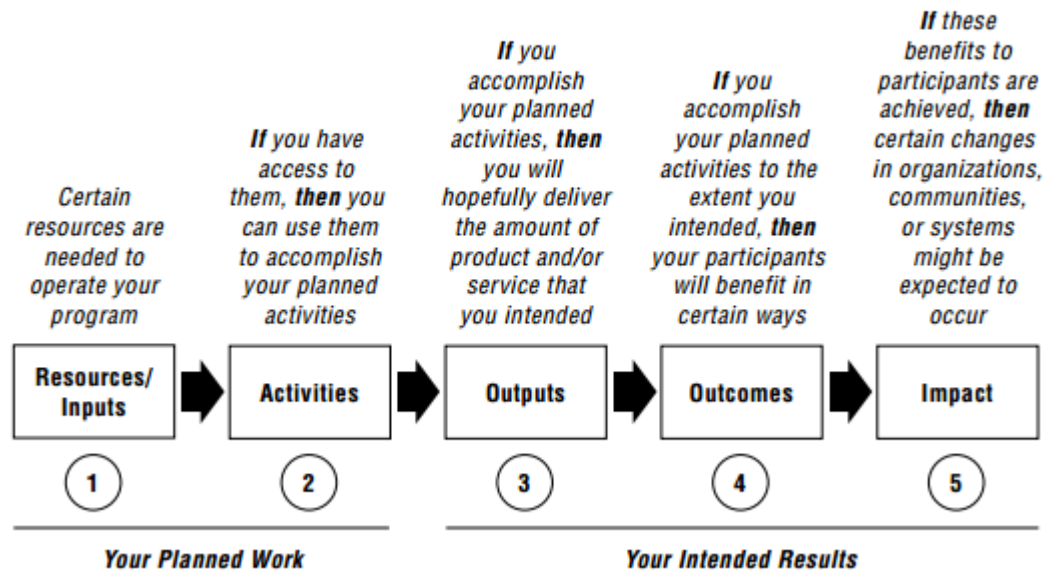 Certain
resources are
needed to
operate your
program
If you have
access to
them, then you
can use them
to accomplish
your planned
activities
If you
accomplish
your planned
activities, then
you will
hopefully deliver
the amount of
product and/or
service that
you intended
If you
accomplish
your planned
activities to the
extent you
intended, then
your participants
will benefit in
certain ways
If these
benefits to
participants are
achieved, then
certain changes
in organizations,
communities,
or systems
might be
expected to
occur
Resources/
Inputs
Activities
Outputs
Outcomes
Impact
1
2
3
4
5
Your Planned Work
Your Intended Results